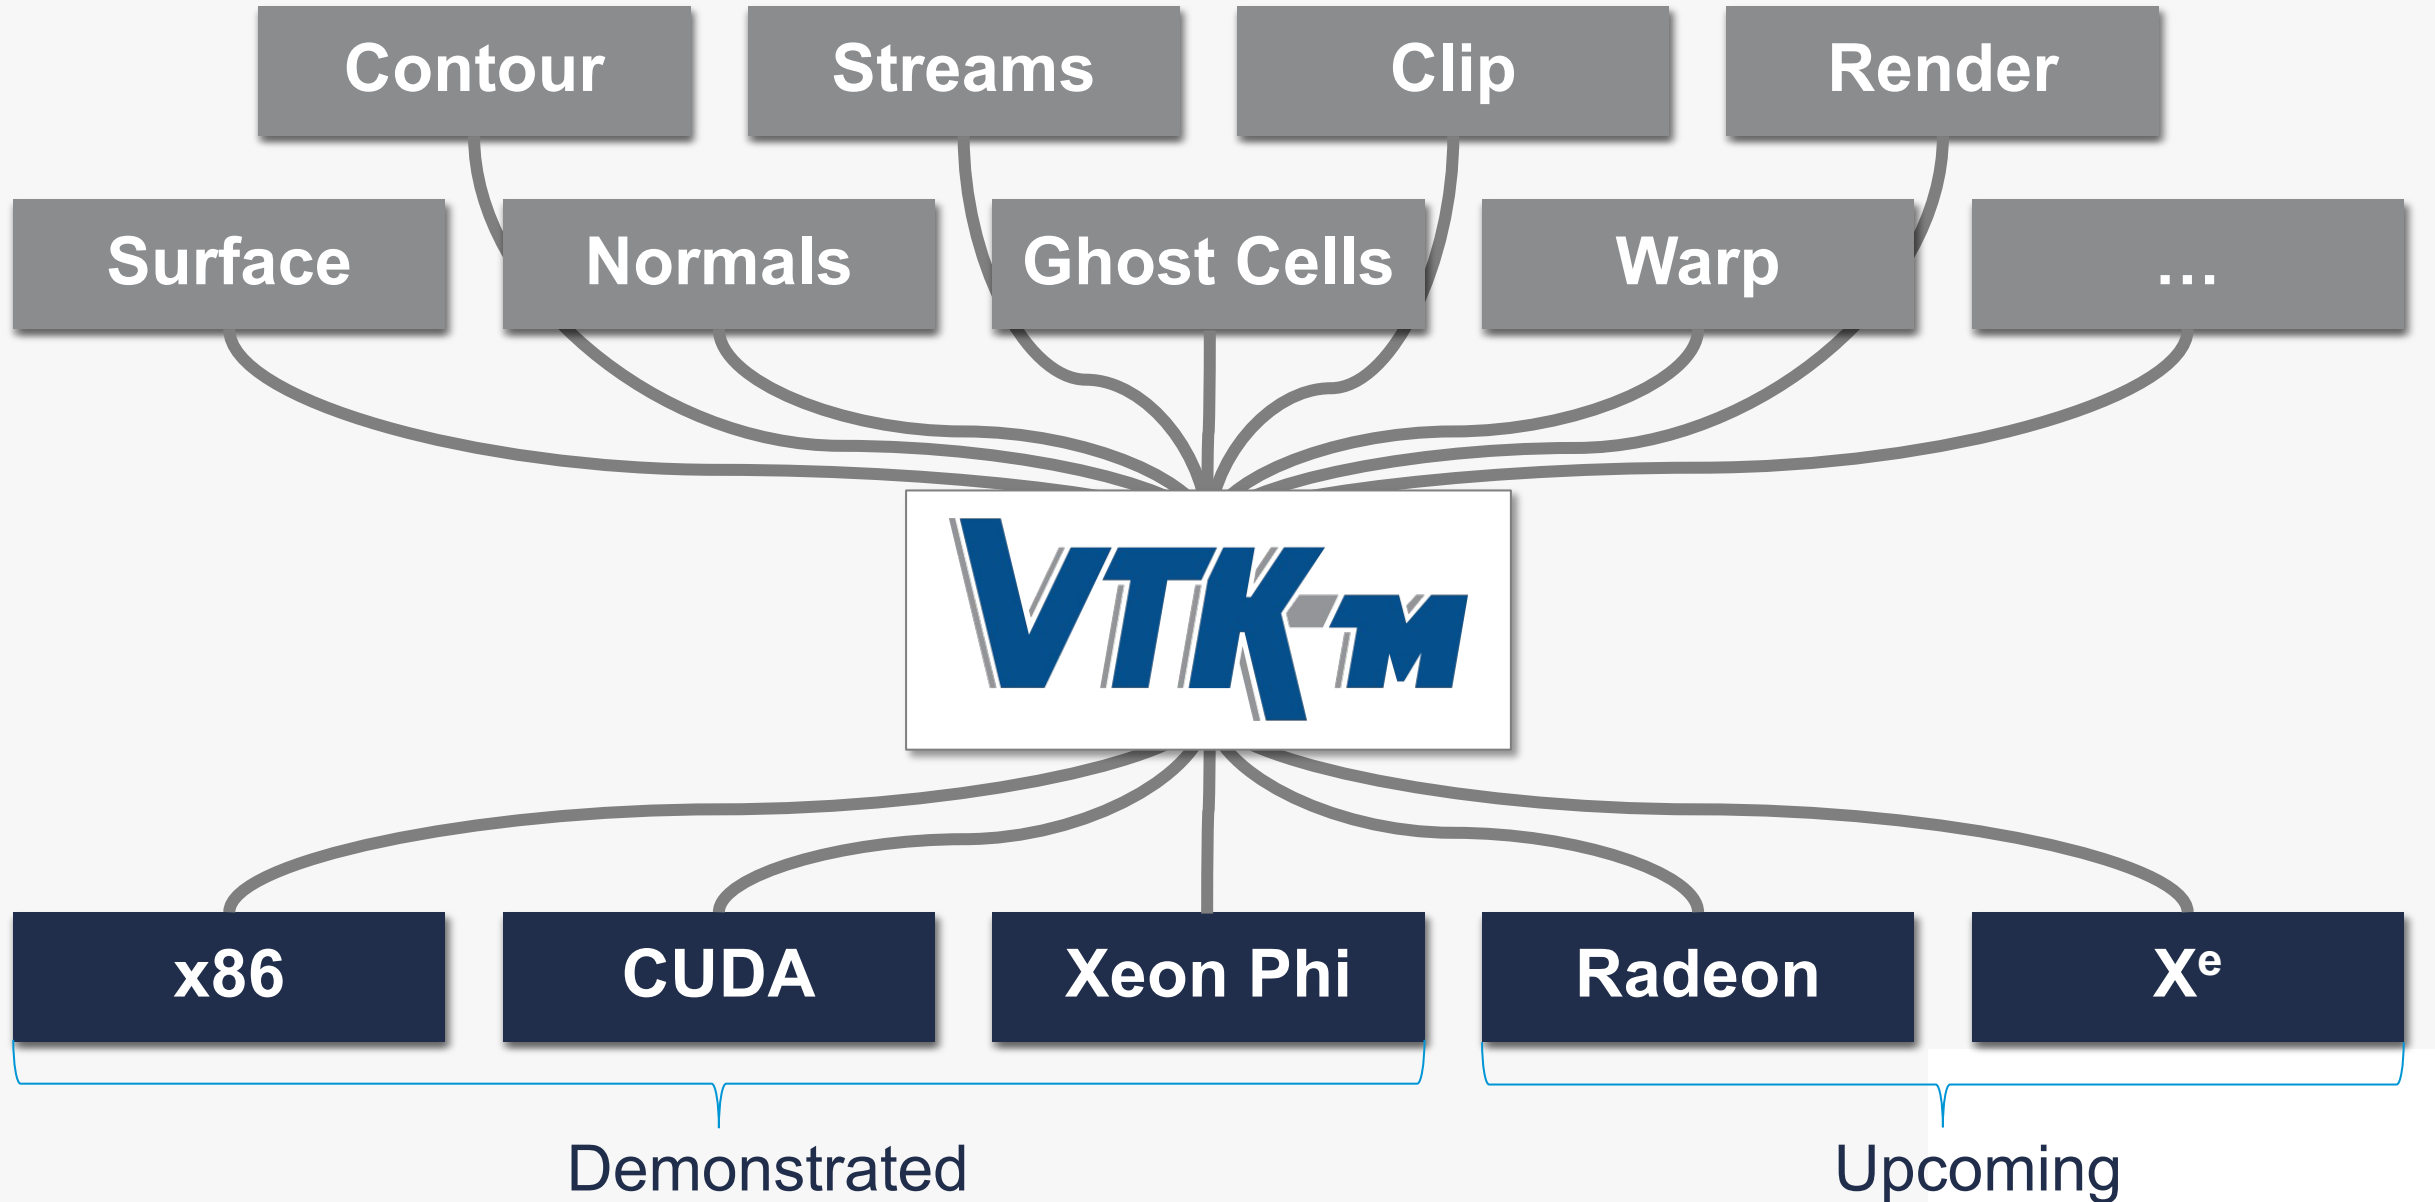 Contour
Streams
Clip
Render
Surface
Normals
Ghost Cells
Warp
...
VTK-m
x86
CUDA
Xeon Phi
Radeon
Xᵉ
Demonstrated
Upcoming